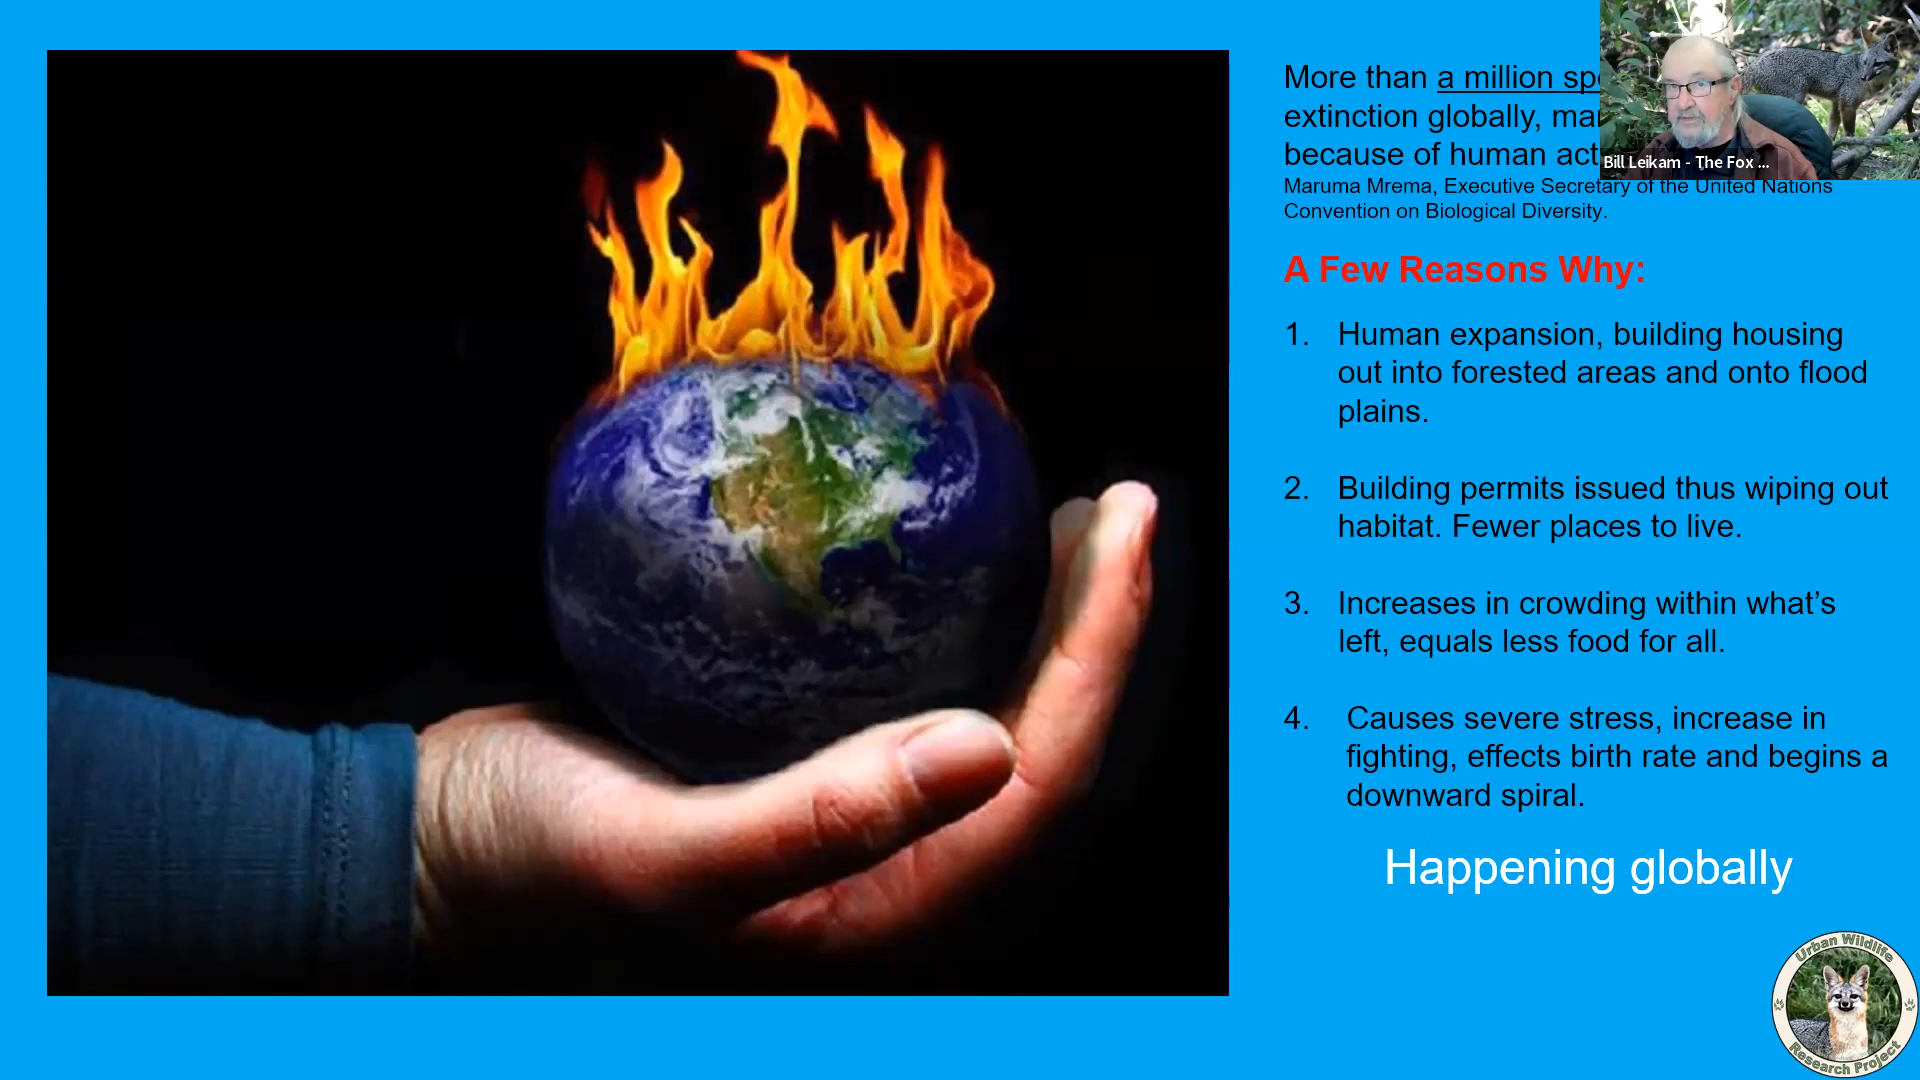 More than a million
extinction globally,
because of human
Maruma Mrema, Executive Secretary of the United Nations
Convention on Biological Diversity.
Bill Leikam - The Fox ...
A Few Reasons Why:
1. Human expansion, building housing
out into forested areas and onto flood
plains.
2. Building permits issued thus wiping out
habitat. Fewer places to live.
3. Increases in crowding within what’s
left, equals less food for all.
4. Causes severe stress, increase in
fighting, effects birth rate and begins a
downward spiral.
Happening globally
Urban Wildlife
Research Project